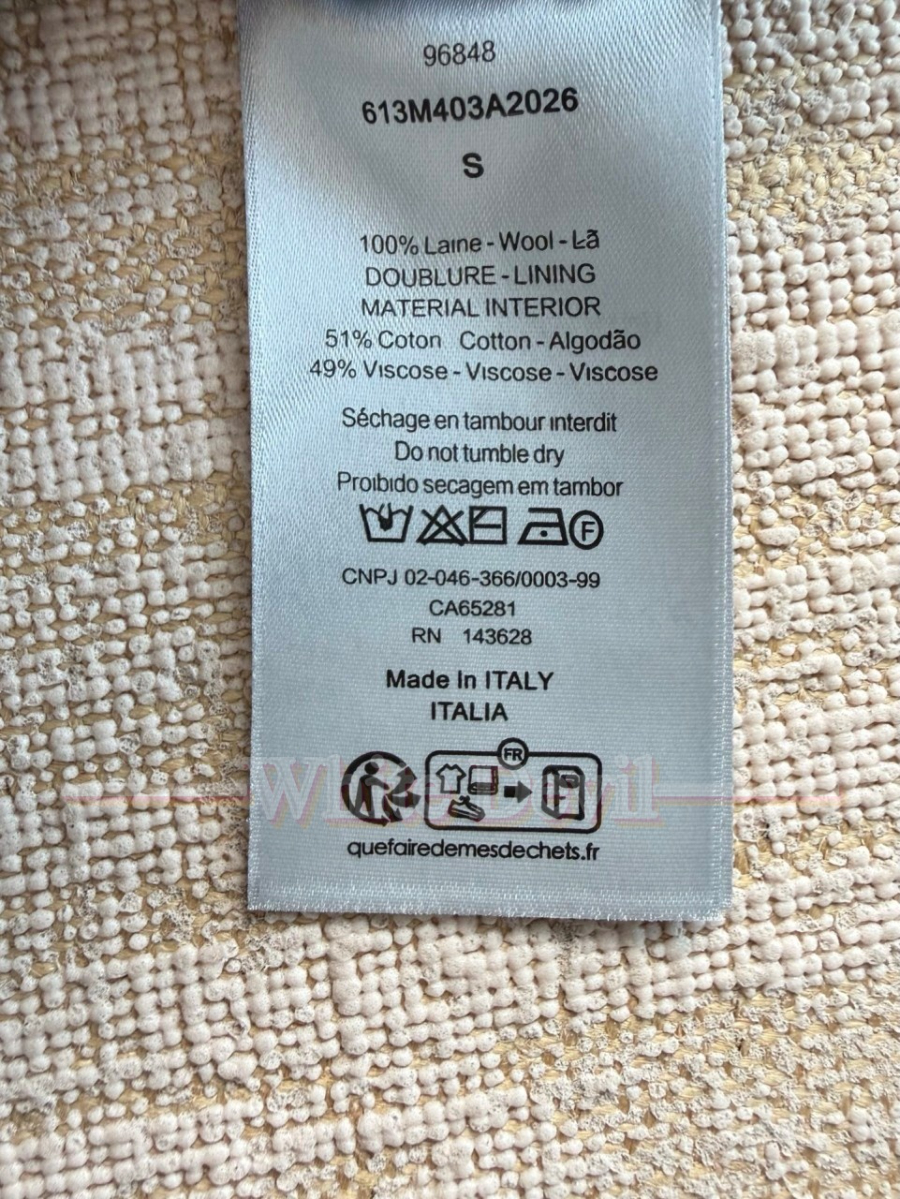 96848
613M403A2026
S
100% Laine - Wool - Lã
DOUBLURE - LINING
MATERIAL INTERIOR
51% Coton Cotton - Algodão
49% Viscose - Viscose - Viscose
Séchage en tambour interdit
Do not tumble dry
Proibido secagem em tambor
F
CNPJ 02-046-366/0003-99
CA65281
RN 143628
Made In ITALY
ITALIA
FR
quefairedemesdechets.fr